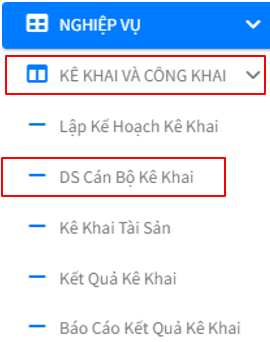 NGHIỆP VỤ
KÊ KHAI VÀ CÔNG KHAI
Lập Kế Hoạch Kê Khai
DS Cán Bộ Kê Khai
Kê Khai Tài Sản
Kết Quả Kê Khai
Báo Cáo Kết Quả Kê Khai